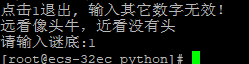 点击1退出，输入其它数字无效！
远看像头牛，近看没有头
请输入谜底:1
[root@ecs-32ec python]#